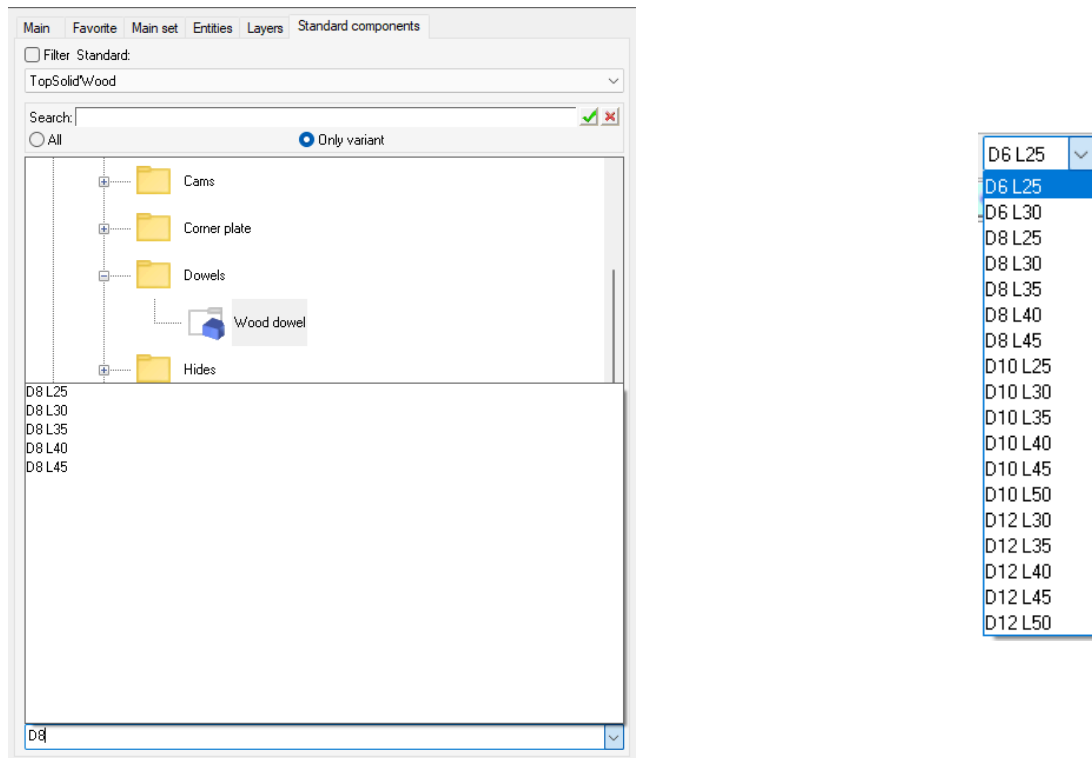 Main Favorite Main set Entities Layers Standard components
Filter Standard:
TopSolid'Wood
Search:
All Only variant
Cams
Corner plate
Dowels
Wood dowel
Hides
D8 L25
D8 L30
D8 L35
D8 L40
D8 L45
D8
D6 L25
D6 L25
D6 L30
D8 L25
D8 L30
D8 L35
D8 L40
D8 L45
D10 L25
D10 L30
D10 L35
D10 L40
D10 L45
D10 L50
D12 L30
D12 L35
D12 L40
D12 L45
D12 L50